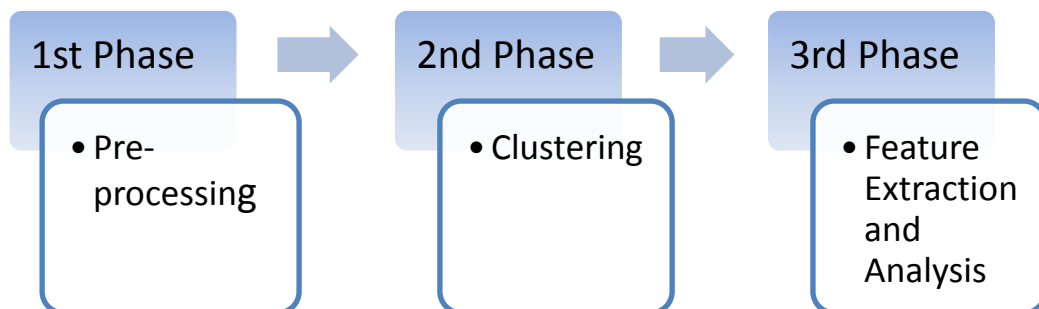 1st Phase
• Pre-
processing
2nd Phase
• Clustering
3rd Phase
• Feature
Extraction
and
Analysis